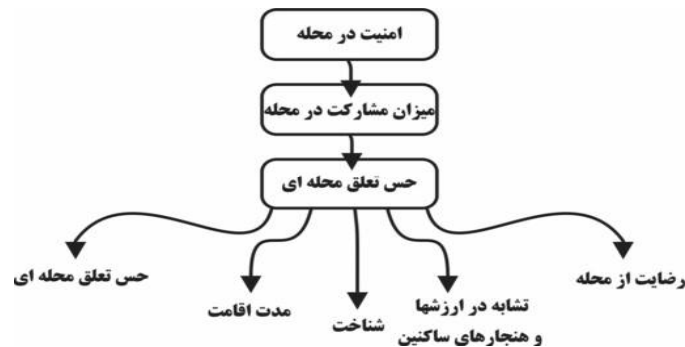 امنیت در محله
میزان مشارکت در محله
حس تعلق محله ای
رضایت از محله
تشابه در ارزشها
و هنجارهای ساکنین
شناخت
مدت اقامت
حس تعلق محله ای